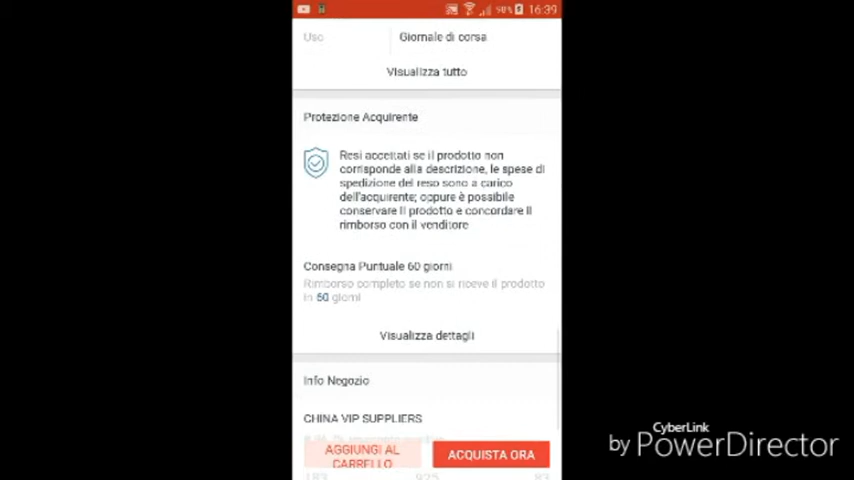 98% 16:39
Uso Giornale di corsa
Visualizza tutto
Protezione Acquirente
Resi accettati se il prodotto non
corrisponde alla descrizione, le spese di
spedizione del reso sono a carico
dell'acquirente; oppure è possibile
conservare il prodotto e concordare il
rimborso con il venditore
Consegna Puntuale 60 giorni
Rimborso completo se non si riceve il prodotto
in 60 giorni
Visualizza dettagli
Info Negozio
CHINA VIP SUPPLIERS
AGGIUNGI AL
CARRELLO
ACQUISTA ORA
183 925 83
CyberLink
by PowerDirector